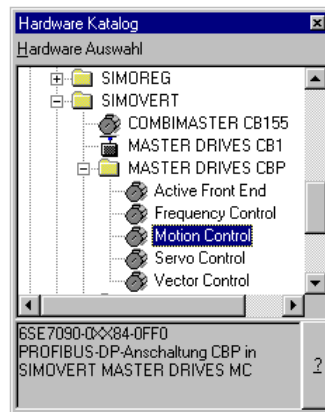 Hardware Katalog
Hardware Auswahl
SIMOREG
SIMOVERT
COMBIMASTER CB155
MASTER DRIVES CB1
MASTER DRIVES CBP
Active Front End
Frequency Control
Motion Control
Servo Control
Vector Control
6SE7090-0XX84-0FF0
PROFIBUS-DP-Anschaltung CBP in
SIMOVERT MASTER DRIVES MC
?